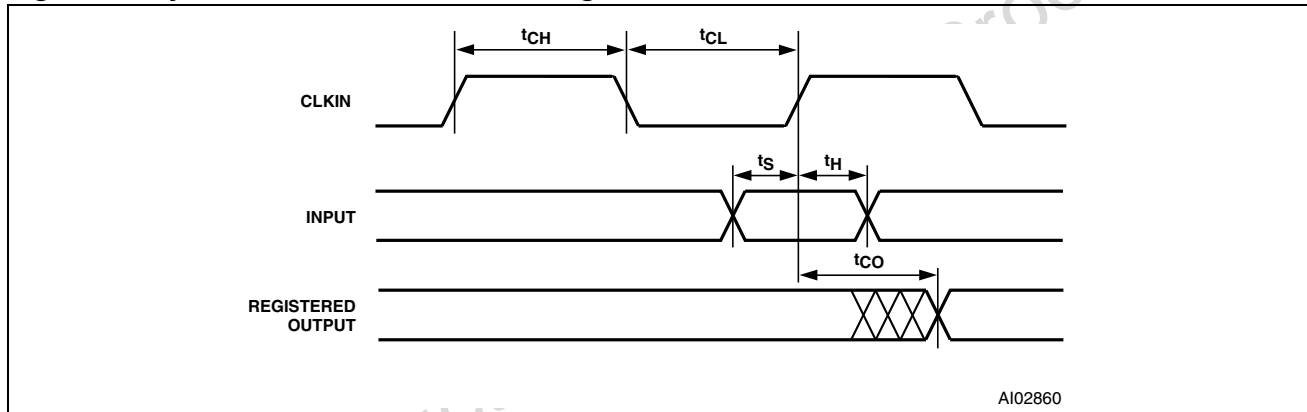 tCH tCL
CLKIN
tS tH
INPUT
tCO
REGISTERED
OUTPUT
AI02860